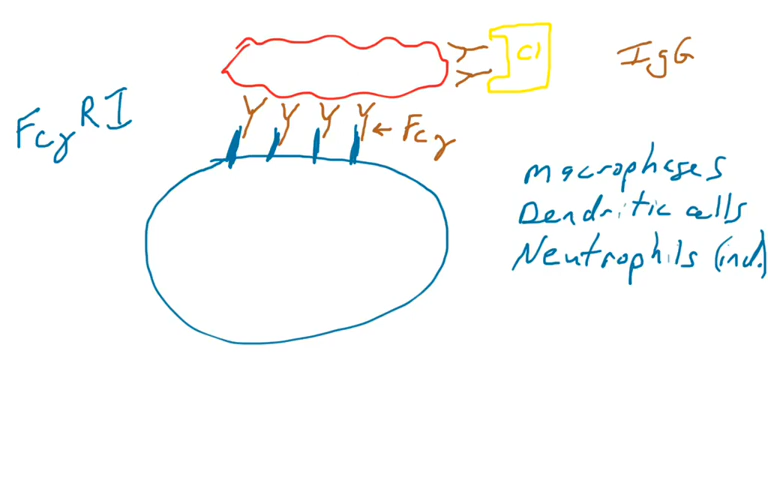 C1
IgG
FcγRI
Fcγ
macrophages
Dendritic cells
Neutrophils (ind.)